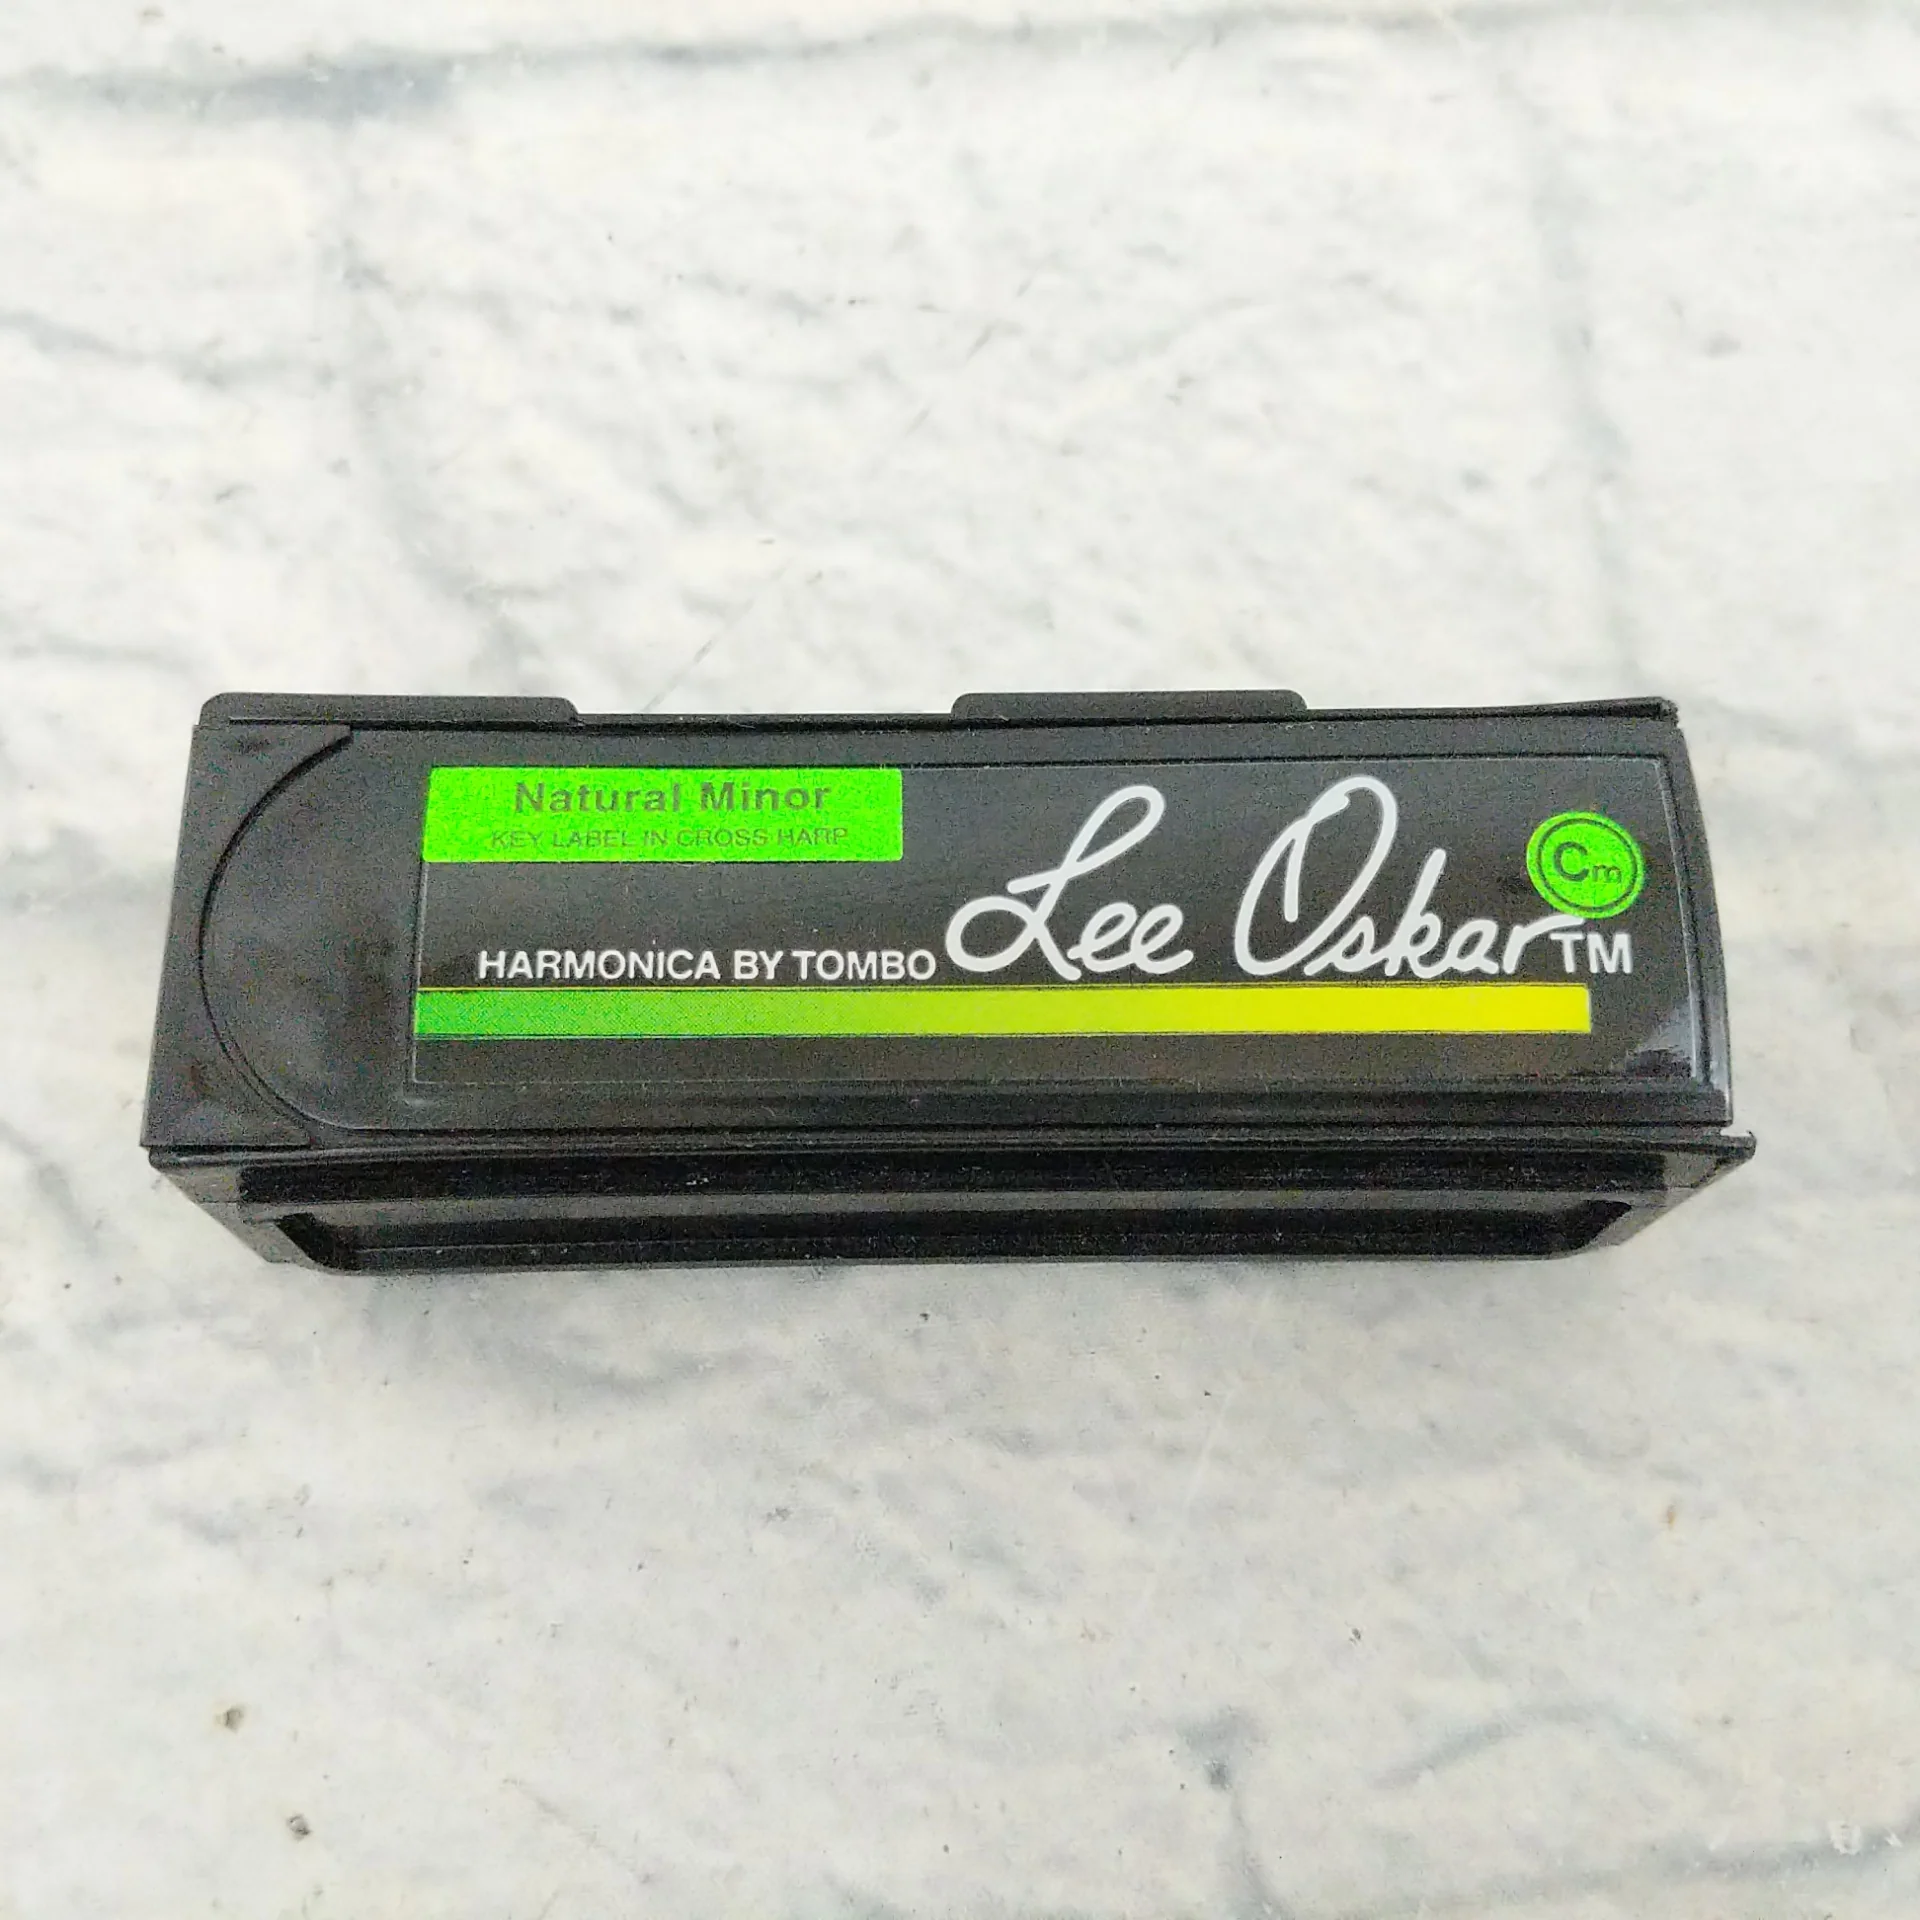 Natural Minor
KEY LABEL IN CROSS HARP
Cm
HARMONICA BY TOMBO Lee Oskar TM